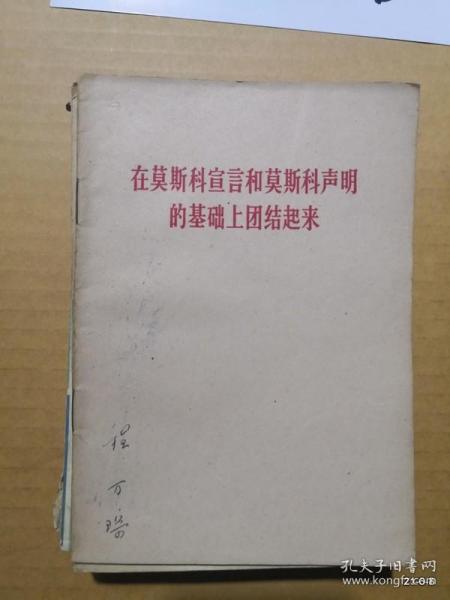 在莫斯科宣言和莫斯科声明
的基础上团结起来
程
万
瑞
孔夫子旧书网
www.kongfz.com